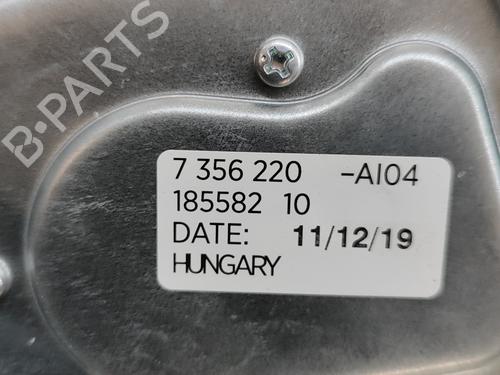 B-PARTS
7 356 220 -AI04
185582 10
DATE: 11/12/19
HUNGARY